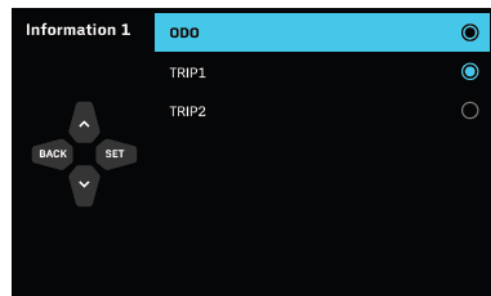 Information 1
ODO
TRIP1
TRIP2
BACK
SET